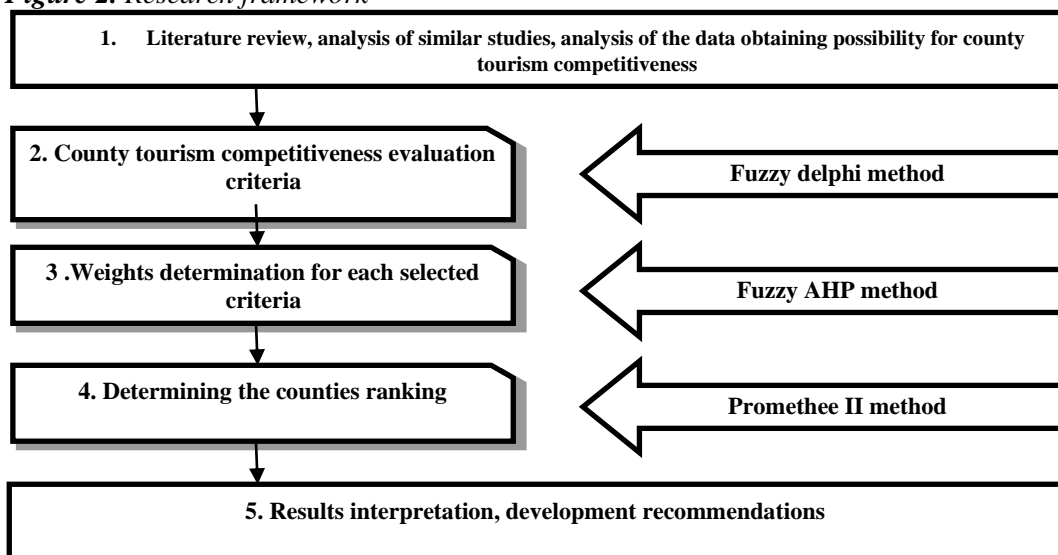 Figure 2. Research framework
1. Literature review, analysis of similar studies, analysis of the data obtaining possibility for county
tourism competitiveness
2. County tourism competitiveness evaluation
criteria
Fuzzy delphi method
3 .Weights determination for each selected
criteria
Fuzzy AHP method
4. Determining the counties ranking
Promethee II method
5. Results interpretation, development recommendations